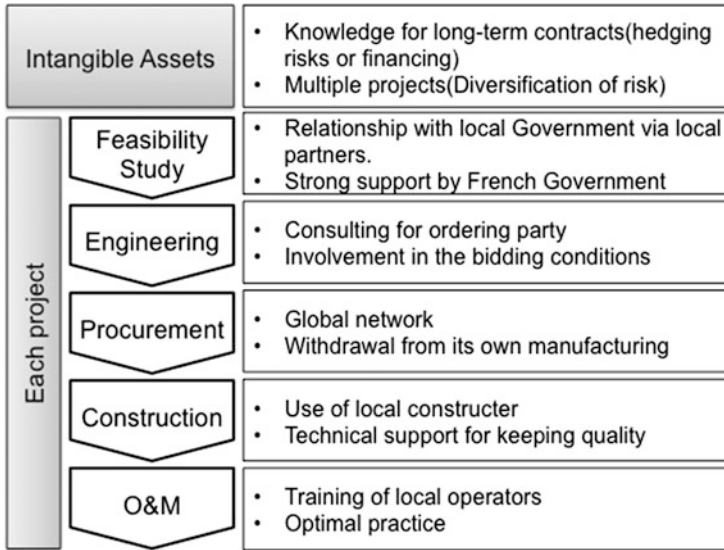 Intangible Assets
• Knowledge for long-term contracts(hedging
risks or financing)
• Multiple projects(Diversification of risk)
Each project
Feasibility
Study
• Relationship with local Government via local
partners.
• Strong support by French Government
Engineering
• Consulting for ordering party
• Involvement in the bidding conditions
Procurement
• Global network
• Withdrawal from its own manufacturing
Construction
• Use of local constructer
• Technical support for keeping quality
O&M
• Training of local operators
• Optimal practice